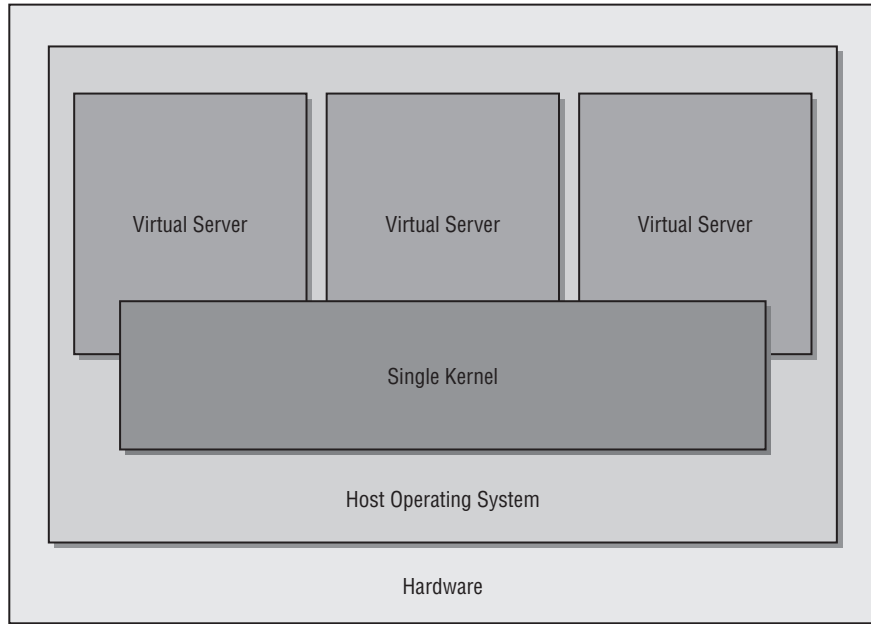 Virtual Server
Virtual Server
Virtual Server
Single Kernel
Host Operating System
Hardware